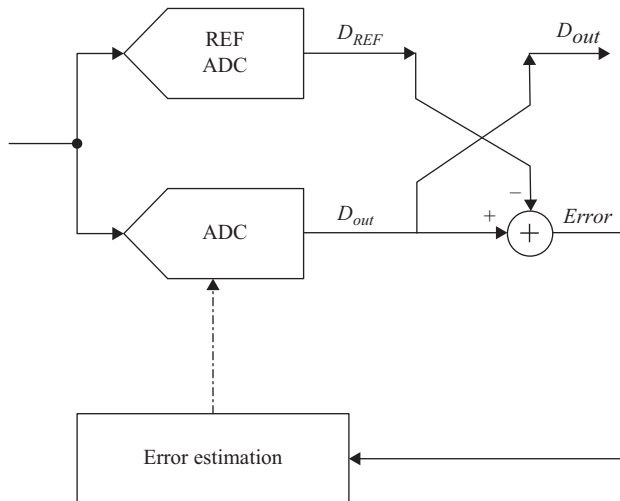 REF
ADC
D_REF
D_out
−
ADC
D_out
+
+
Error
Error estimation